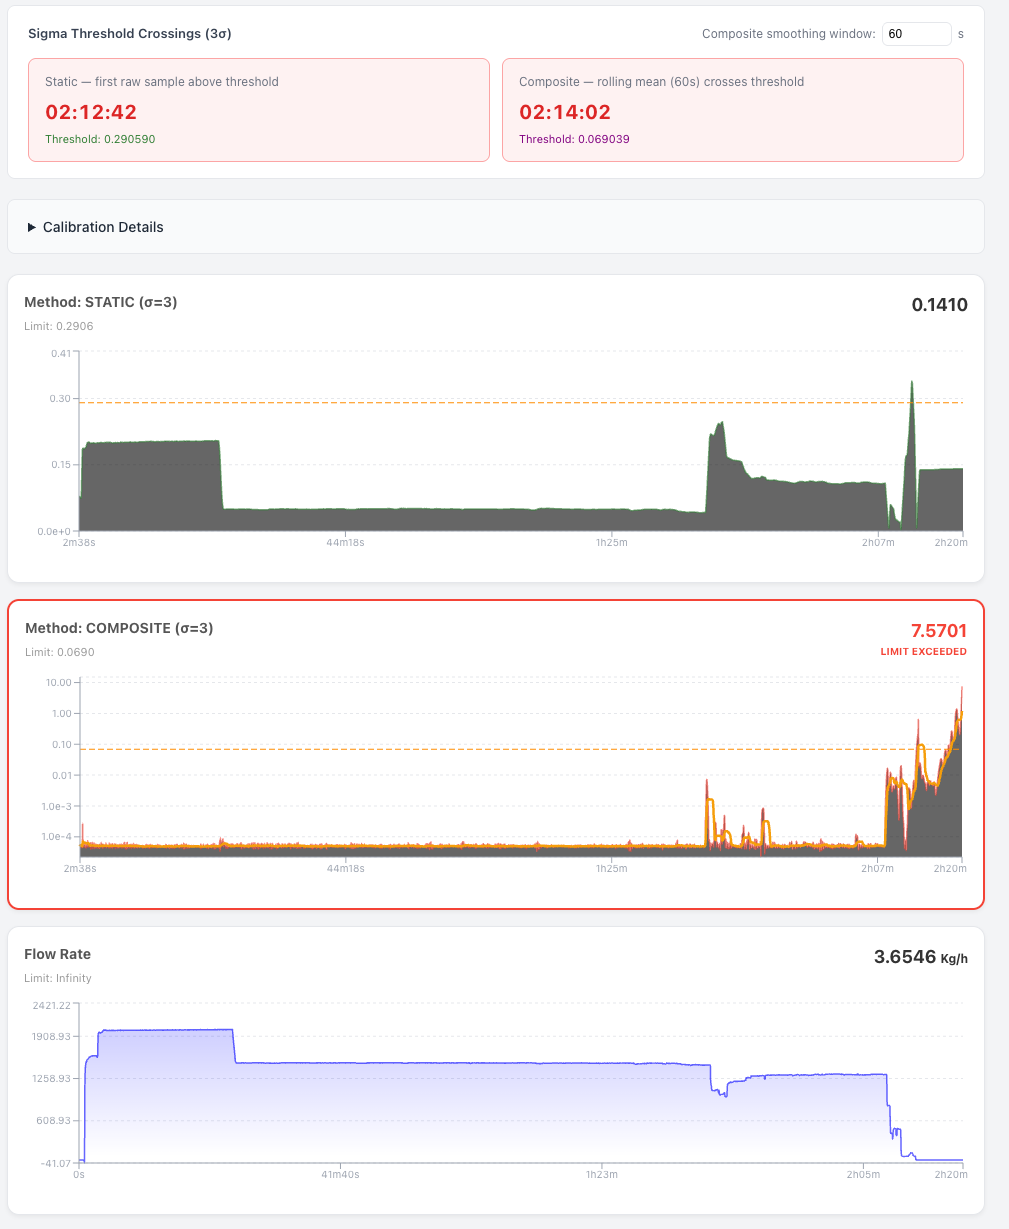 Sigma Threshold Crossings (3σ)
Composite smoothing window: 60 s
Static — first raw sample above threshold
02:12:42
Threshold: 0.290590
Composite — rolling mean (60s) crosses threshold
02:14:02
Threshold: 0.069039
▶ Calibration Details
Method: STATIC (σ=3)
0.1410
Limit: 0.2906
0.41
0.30
0.15
0.0e+0
2m38s 44m18s 1h25m 2h07m 2h20m
Method: COMPOSITE (σ=3)
7.5701
Limit: 0.0690
LIMIT EXCEEDED
10.00
1.00
0.10
0.01
1.0e-3
1.0e-4
2m38s 44m18s 1h25m 2h07m 2h20m
Flow Rate
3.6546 Kg/h
Limit: Infinity
2421.22
1908.93
1258.93
608.93
-41.07
0s 41m40s 1h23m 2h05m 2h20m